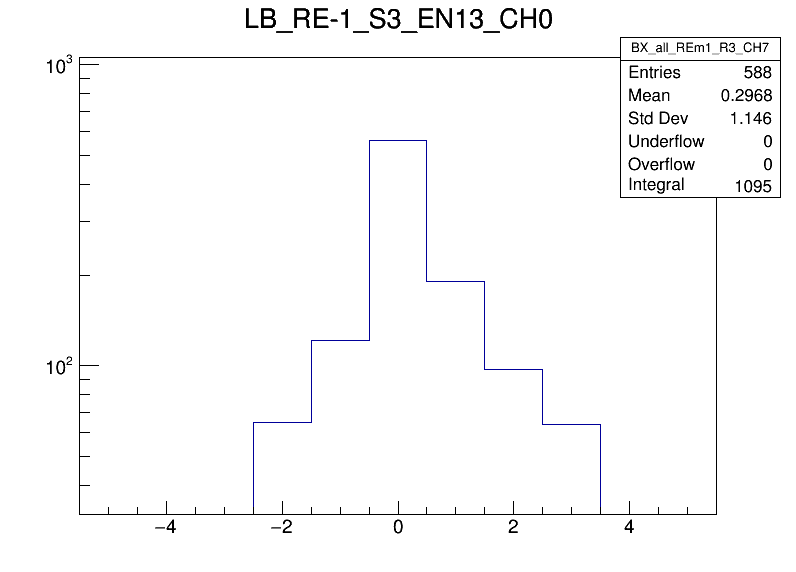 LB_RE-1_S3_EN13_CH0
BX_all_REm1_R3_CH7
Entries 588
Mean 0.2968
Std Dev 1.146
Underflow 0
Overflow 0
Integral 1095
10³
10²
−4 −2 0 2 4